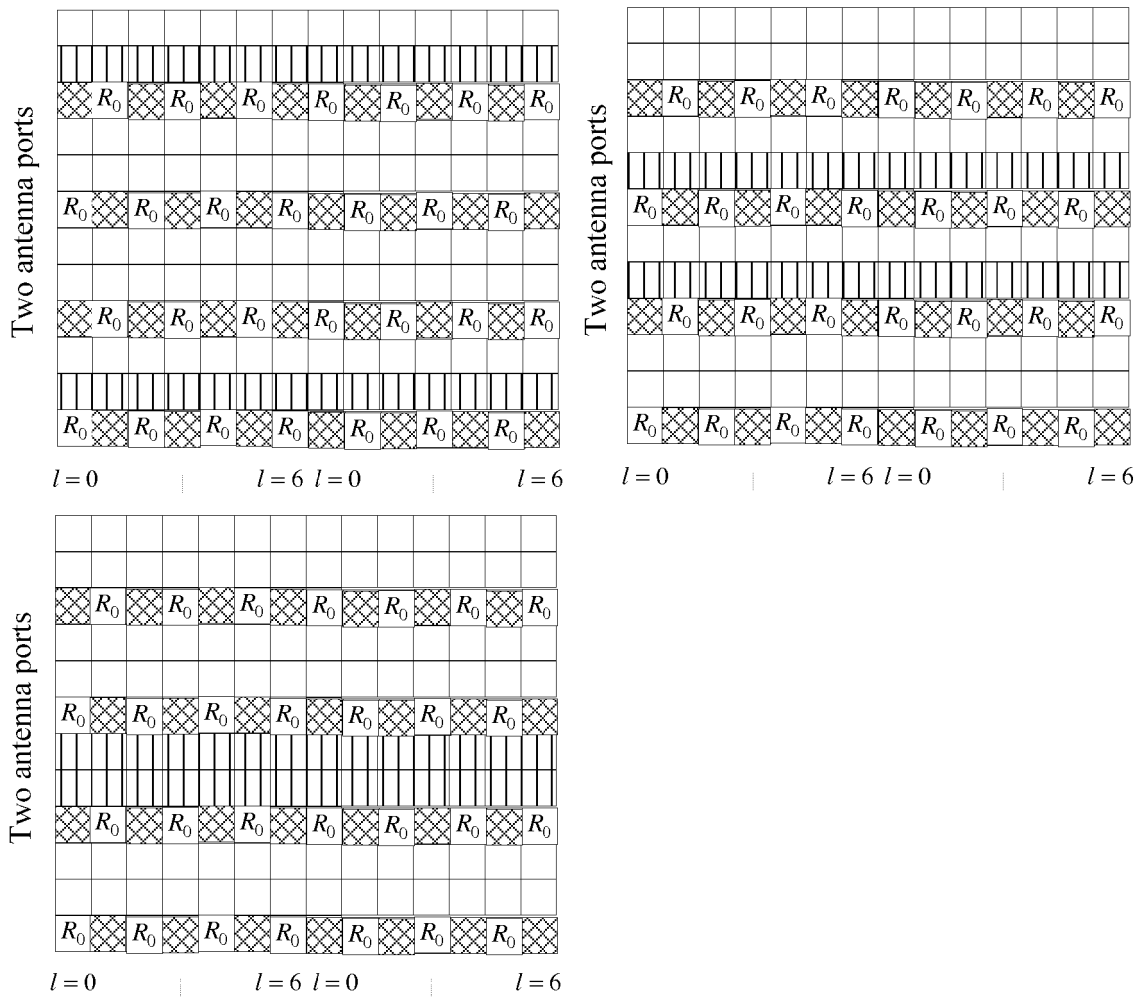 Two antenna ports
R₀ R₀ R₀ R₀ R₀ R₀ R₀
R₀ R₀ R₀ R₀ R₀ R₀ R₀
R₀ R₀ R₀ R₀ R₀ R₀ R₀
R₀ R₀ R₀ R₀ R₀ R₀ R₀
l = 0 l = 6 l = 0 l = 6
Two antenna ports
R₀ R₀ R₀ R₀ R₀ R₀ R₀
R₀ R₀ R₀ R₀ R₀ R₀ R₀
R₀ R₀ R₀ R₀ R₀ R₀ R₀
R₀ R₀ R₀ R₀ R₀ R₀ R₀
l = 0 l = 6 l = 0 l = 6
Two antenna ports
R₀ R₀ R₀ R₀ R₀ R₀ R₀
R₀ R₀ R₀ R₀ R₀ R₀ R₀
R₀ R₀ R₀ R₀ R₀ R₀ R₀
R₀ R₀ R₀ R₀ R₀ R₀ R₀
l = 0 l = 6 l = 0 l = 6